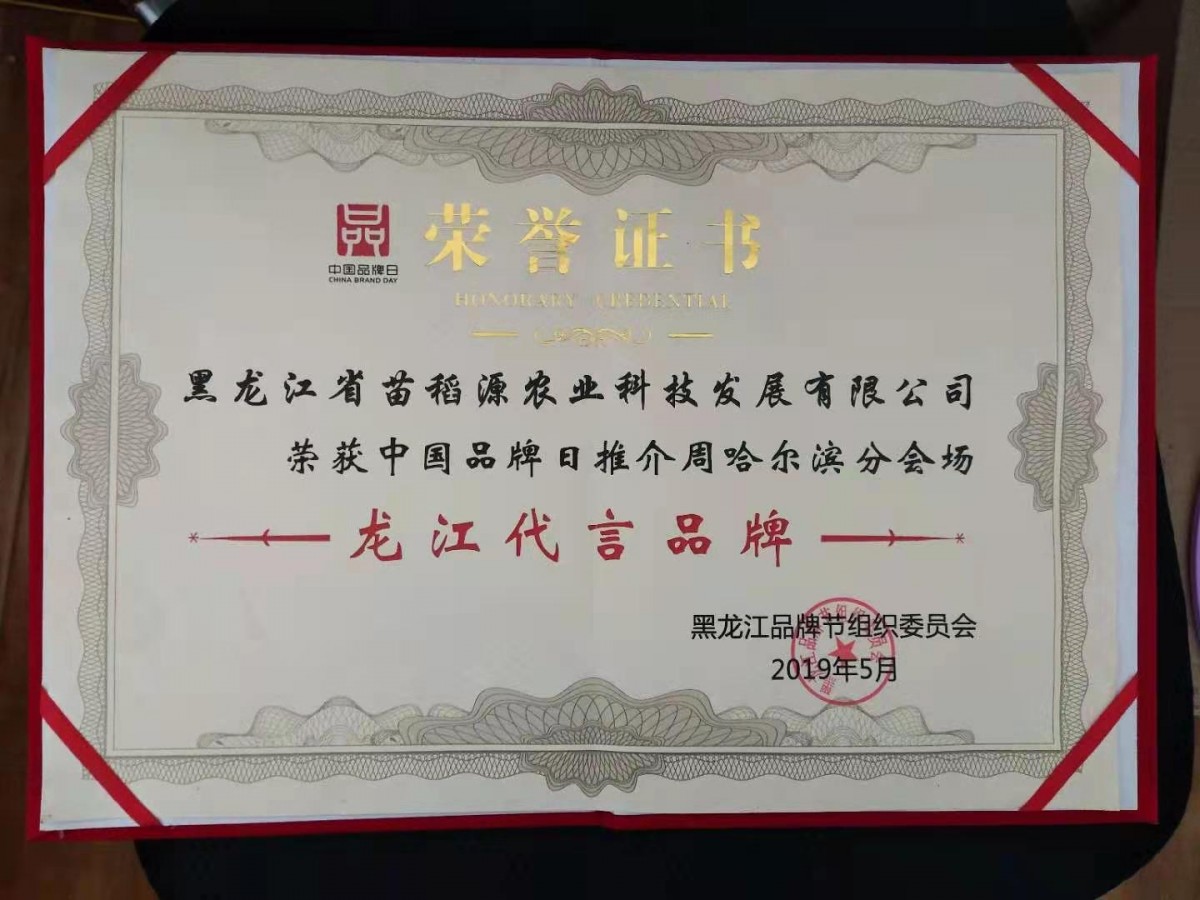 品
中国品牌日
CHINA BRAND DAY
荣誉证书
HONORARY CREDENTIAL
黑龙江省苗稻源农业科技发展有限公司
荣获中国品牌日推介周哈尔滨分会场
龙江代言品牌
黑龙江品牌节组织委员会
2019年5月